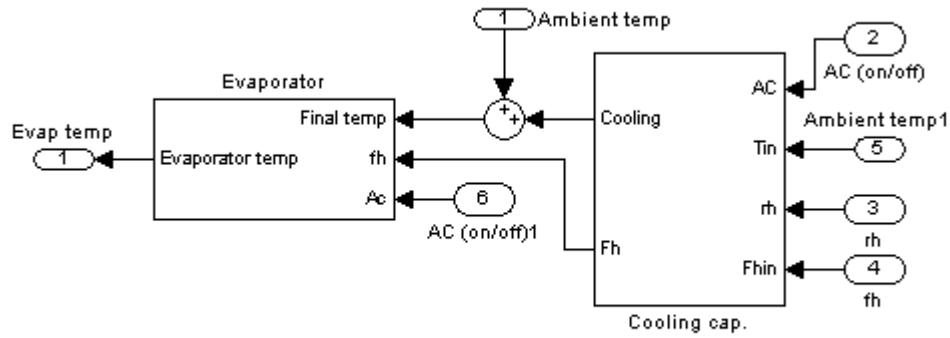 1
Ambient temp
2
AC (on/off)
Evaporator
AC
Final temp
+
+
Cooling
Ambient temp1
Evap temp
1
Evaporator temp
fh
Tin
5
Ac
6
AC (on/off)1
rh
3
rh
Fh
Fhin
4
fh
Cooling cap.